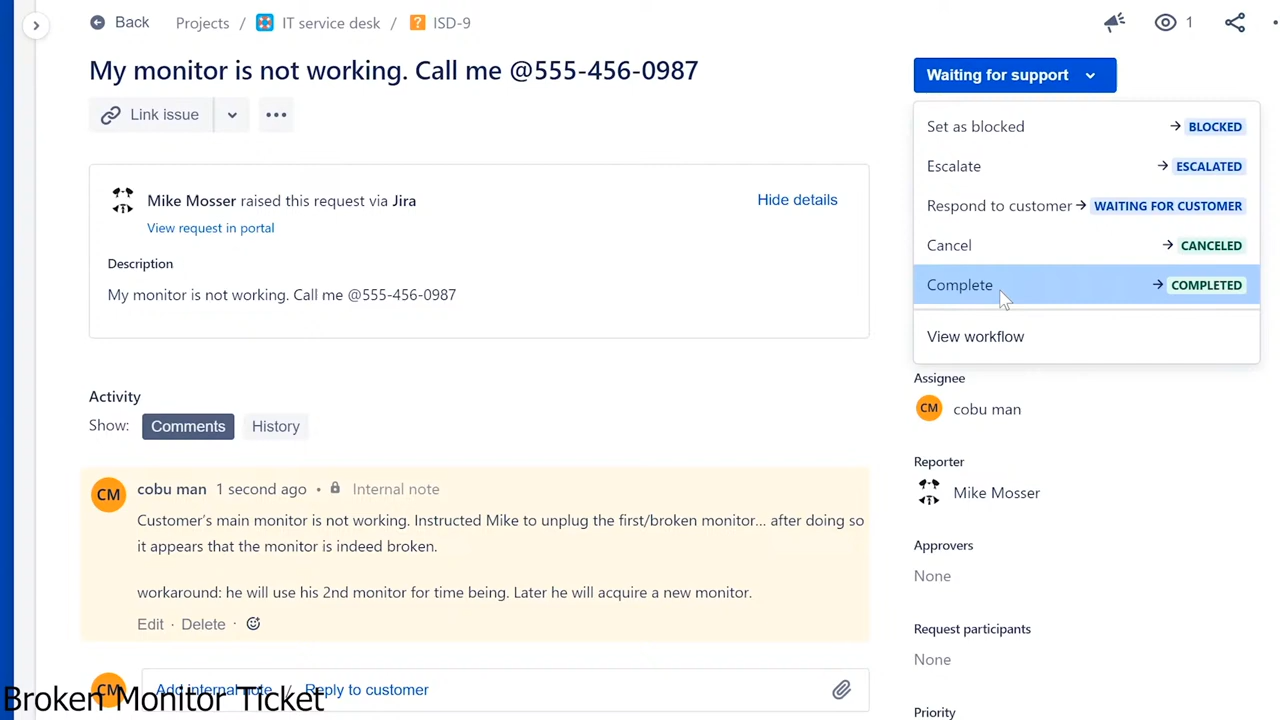 Back Projects / IT service desk / ISD-9 1
My monitor is not working. Call me @555-456-0987
Link issue
Waiting for support
Set as blocked → BLOCKED
Escalate → ESCALATED
Respond to customer → WAITING FOR CUSTOMER
Cancel → CANCELED
Complete → COMPLETED
View workflow
Mike Mosser raised this request via Jira
Hide details
View request in portal
Description
My monitor is not working. Call me @555-456-0987
Activity
Show: Comments History
CM cobu man 1 second ago • Internal note
Customer's main monitor is not working. Instructed Mike to unplug the first/broken monitor... after doing so
it appears that the monitor is indeed broken.
workaround: he will use his 2nd monitor for time being. Later he will acquire a new monitor.
Edit · Delete ·
CM Add internal note / Reply to customer
Assignee
CM cobu man
Reporter
Mike Mosser
Approvers
None
Request participants
None
Priority
Broken Monitor Ticket